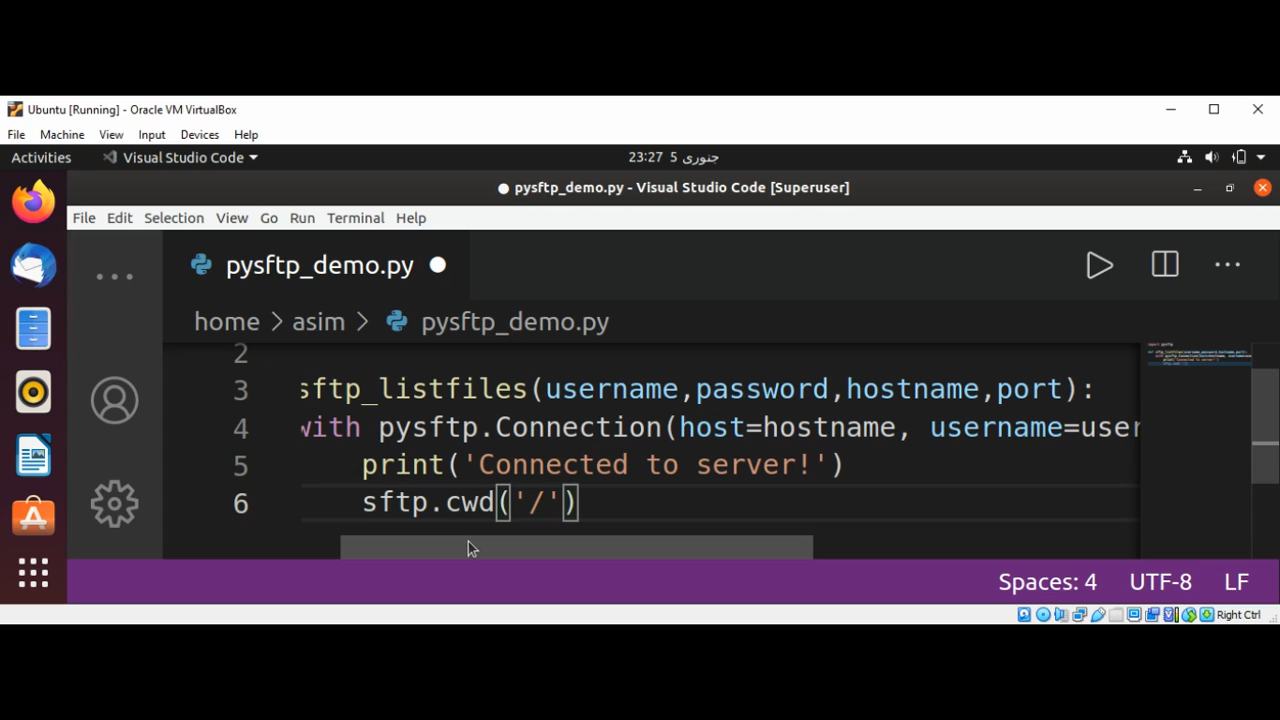 Ubuntu [Running] - Oracle VM VirtualBox
File Machine View Input Devices Help
Activities Visual Studio Code 23:27 5 جنوری
pysftp_demo.py - Visual Studio Code [Superuser]
File Edit Selection View Go Run Terminal Help
pysftp_demo.py
home > asim > pysftp_demo.py
2
3 sftp_listfiles(username,password,hostname,port):
4 with pysftp.Connection(host=hostname, username=user
5 print('Connected to server!')
6 sftp.cwd('/')
Spaces: 4 UTF-8 LF
Right Ctrl